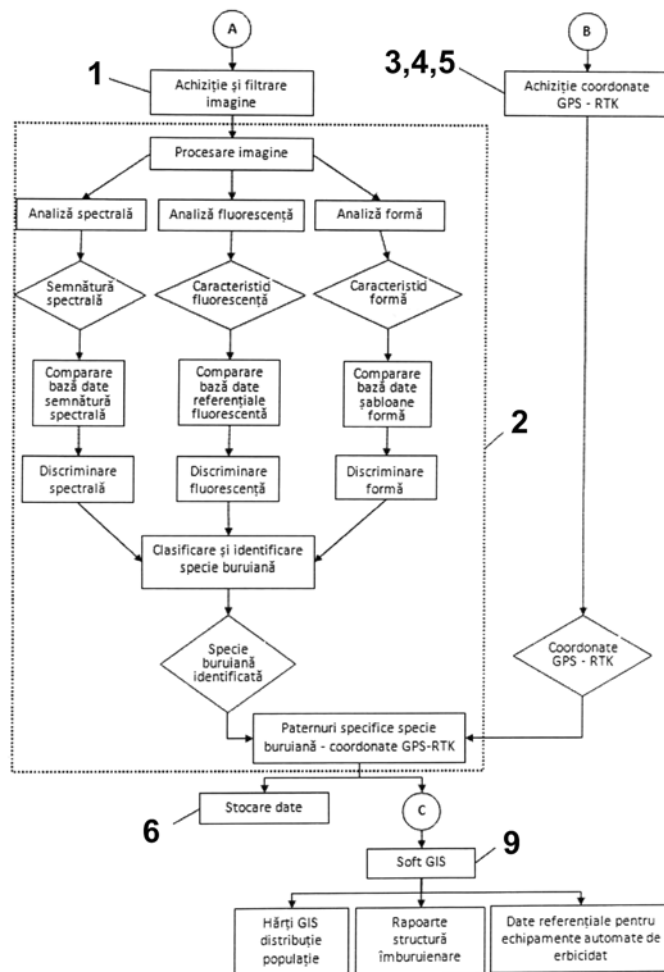 A
B
1
3,4,5
Achiziție și filtrare
imagine
Achiziție coordonate
GPS - RTK
Procesare imagine
Analiză spectrală
Analiză fluorescență
Analiză formă
Semnătură
spectrală
Caracteristici
fluorescență
Caracteristici
formă
Comparare
bază date
semnătură
spectrală
Comparare
bază date
referențiale
fluorescentă
Comparare
bază date
șabloane
formă
2
Discriminare
spectrală
Discriminare
fluorescență
Discriminare
formă
Clasificare și identificare
specie buruiană
Specie
buruiană
identificată
Coordonate
GPS - RTK
Paternuri specifice specie
buruiană - coordonate GPS-RTK
6
Stocare date
C
9
Soft GIS
Hărți GIS
distribuție
populație
Rapoarte
structură
îmburuienare
Date referențiale pentru
echipamente automate de
erbicidat